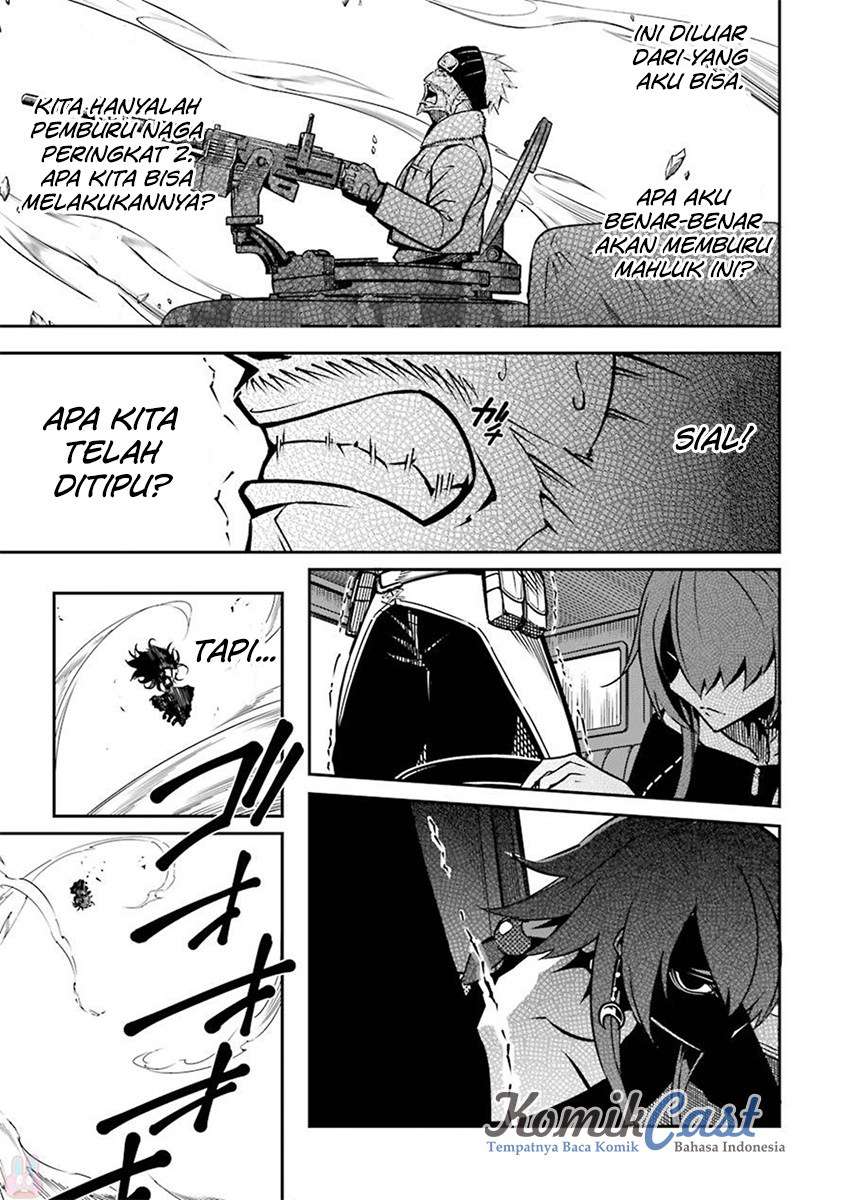 INI DILUAR
DARI-YANG
AKU BISA.
APA AKU
BENAR-BENAR
AKAN MEMBURU
MAHLUK INI?
KITA HANYALAH
PEMBURU NAGA
PERINGKAT 2.
APA KITA BISA
MELAKUKANNYA?
SIAL!
APA KITA
TELAH
DITIPU?
TAPI...
KomikCast
Tempatnya Baca Komik Bahasa Indonesia